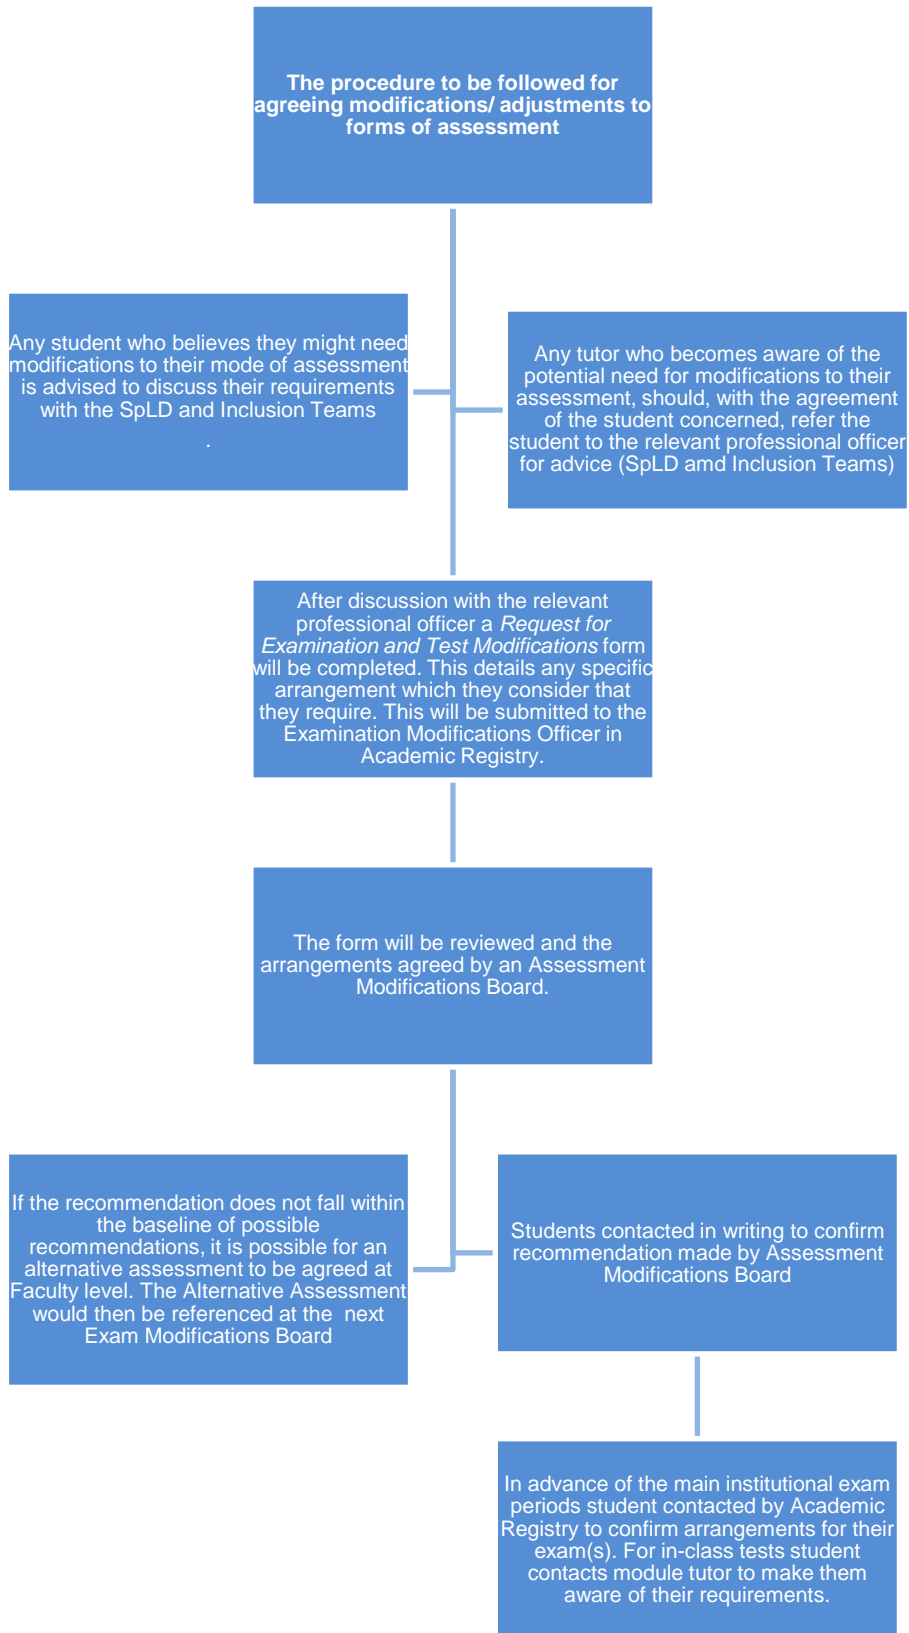 The procedure to be followed for
agreeing modifications/ adjustments to
forms of assessment
Any student who believes they might need
modifications to their mode of assessment
is advised to discuss their requirements
with the SpLD and Inclusion Teams
.
Any tutor who becomes aware of the
potential need for modifications to their
assessment, should, with the agreement
of the student concerned, refer the
student to the relevant professional officer
for advice (SpLD amd Inclusion Teams)
After discussion with the relevant
professional officer a Request for
Examination and Test Modifications form
will be completed. This details any specific
arrangement which they consider that
they require. This will be submitted to the
Examination Modifications Officer in
Academic Registry.
The form will be reviewed and the
arrangements agreed by an Assessment
Modifications Board.
If the recommendation does not fall within
the baseline of possible
recommendations, it is possible for an
alternative assessment to be agreed at
Faculty level. The Alternative Assessment
would then be referenced at the next
Exam Modifications Board
Students contacted in writing to confirm
recommendation made by Assessment
Modifications Board
In advance of the main institutional exam
periods student contacted by Academic
Registry to confirm arrangements for their
exam(s). For in-class tests student
contacts module tutor to make them
aware of their requirements.